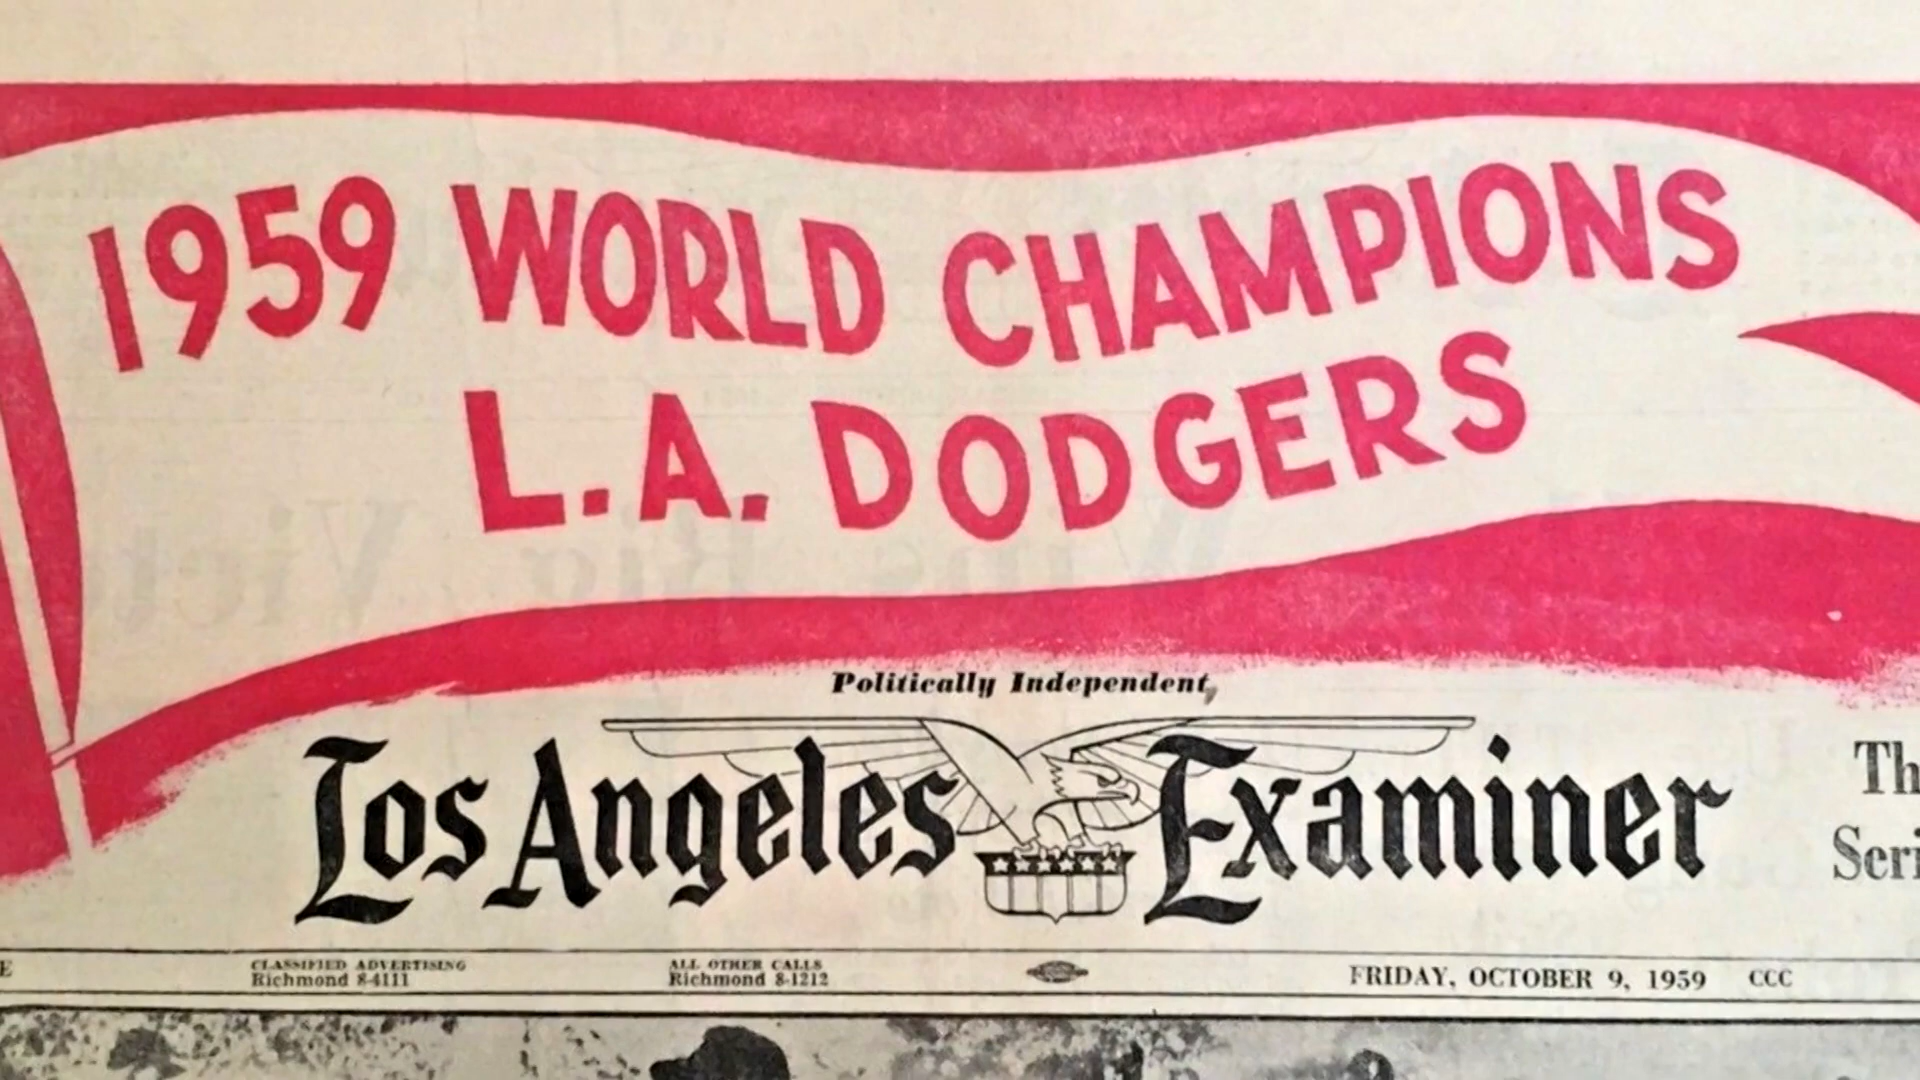 1959 WORLD CHAMPIONS
L.A. DODGERS
Politically Independent
Los Angeles Examiner
CLASSIFIED ADVERTISING
Richmond 8-4111
ALL OTHER CALLS
Richmond 8-1212
FRIDAY, OCTOBER 9, 1959 CCC